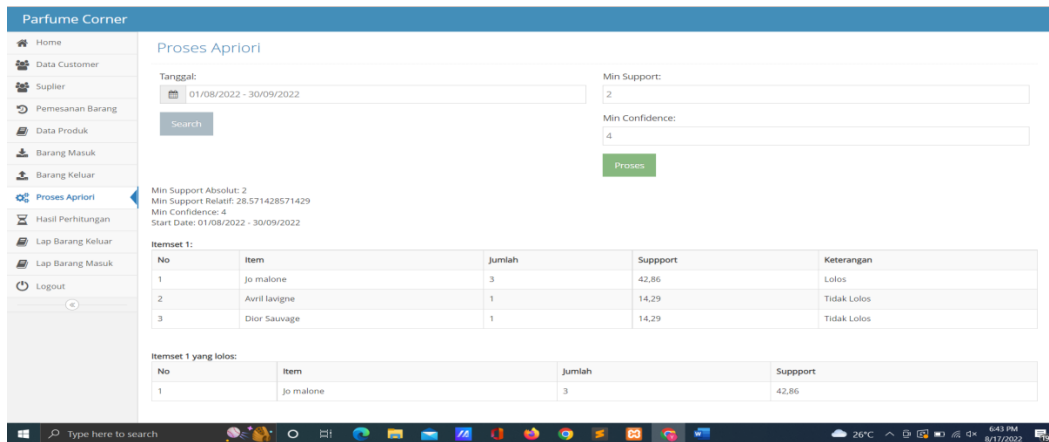 Parfume Corner
Home
Data Customer
Suplier
Pemesanan Barang
Data Produk
Barang Masuk
Barang Keluar
Proses Apriori
Hasil Perhitungan
Lap Barang Keluar
Lap Barang Masuk
Logout
Proses Apriori
Tanggal:
01/08/2022 - 30/09/2022
Search
Min Support:
2
Min Confidence:
4
Proses
Min Support Absolut: 2
Min Support Relatif: 28.571428571429
Min Confidence: 4
Start Date: 01/08/2022 - 30/09/2022
Itemset 1:
No Item Jumlah Suppport Keterangan
1 Jo malone 3 42,86 Lolos
2 Avril lavigne 1 14,29 Tidak Lolos
3 Dior Sauvage 1 14,29 Tidak Lolos
Itemset 1 yang lolos:
No Item Jumlah Suppport
1 Jo malone 3 42,86
Type here to search
26°C
6:43 PM
8/17/2022